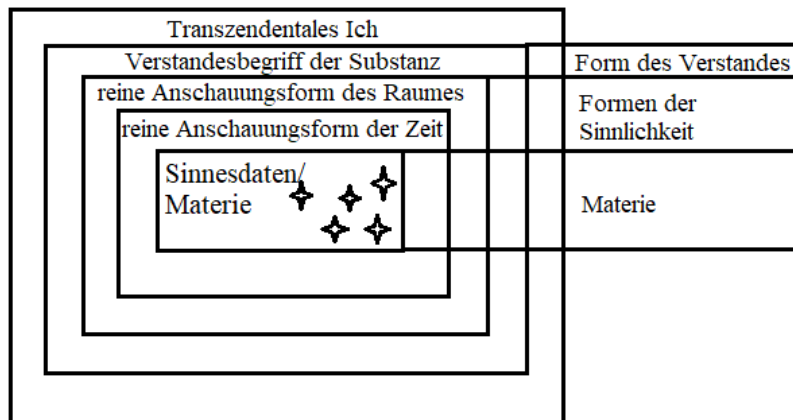 Transzendentales Ich
Verstandesbegriff der Substanz
Form des Verstandes
reine Anschauungsform des Raumes
Formen der
Sinnlichkeit
reine Anschauungsform der Zeit
Sinnesdaten/
Materie
Materie